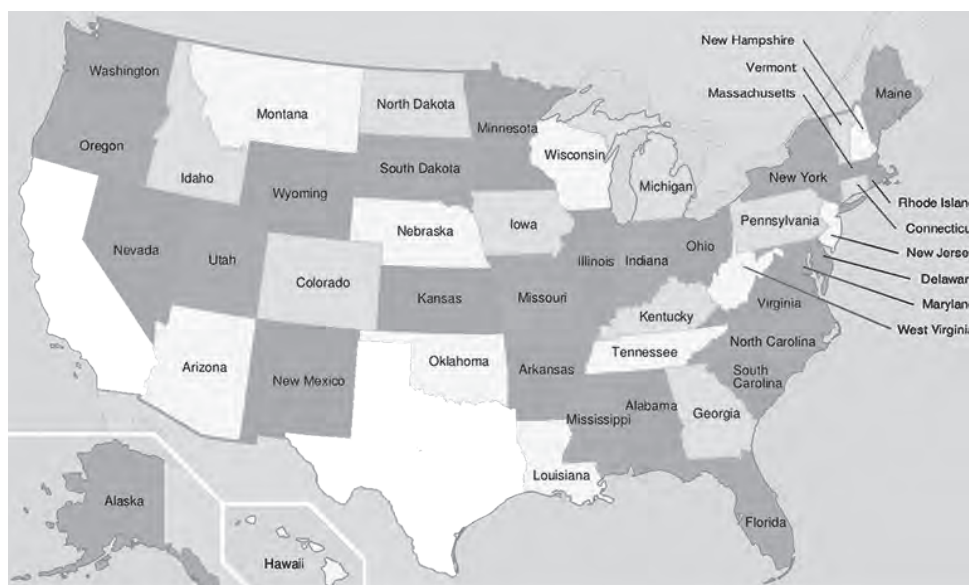 New Hampshire
Vermont
Massachusetts
Maine
Washington
Montana
North Dakota
Minnesota
Oregon
Idaho
Wyoming
South Dakota
Wisconsin
Michigan
New York
Rhode Island
Connecticu
New Jerse
Delawar
Marylan
West Virginia
Pennsylvania
Nevada
Utah
Colorado
Nebraska
Iowa
Illinois
Indiana
Ohio
Kansas
Missouri
Kentucky
Virginia
Arizona
New Mexico
Oklahoma
Arkansas
Tennessee
North Carolina
South
Carolina
Mississippi
Alabama
Georgia
Louisiana
Florida
Alaska
Hawaii